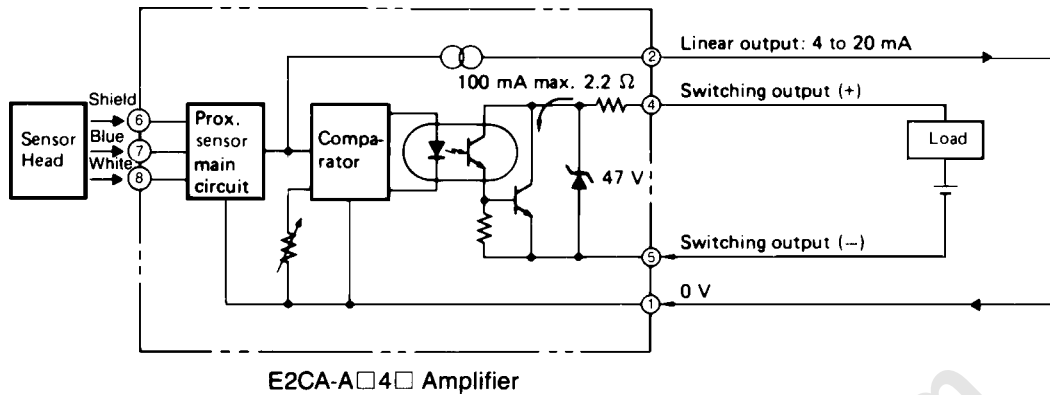 Linear output: 4 to 20 mA
2
100 mA max. 2.2 Ω
Switching output (+)
4
Shield
6
Sensor
Head
Blue
7
White
8
Prox.
sensor
main
circuit
Compa-
rator
47 V
Load
Switching output (—)
5
0 V
1
E2CA-A□4□ Amplifier